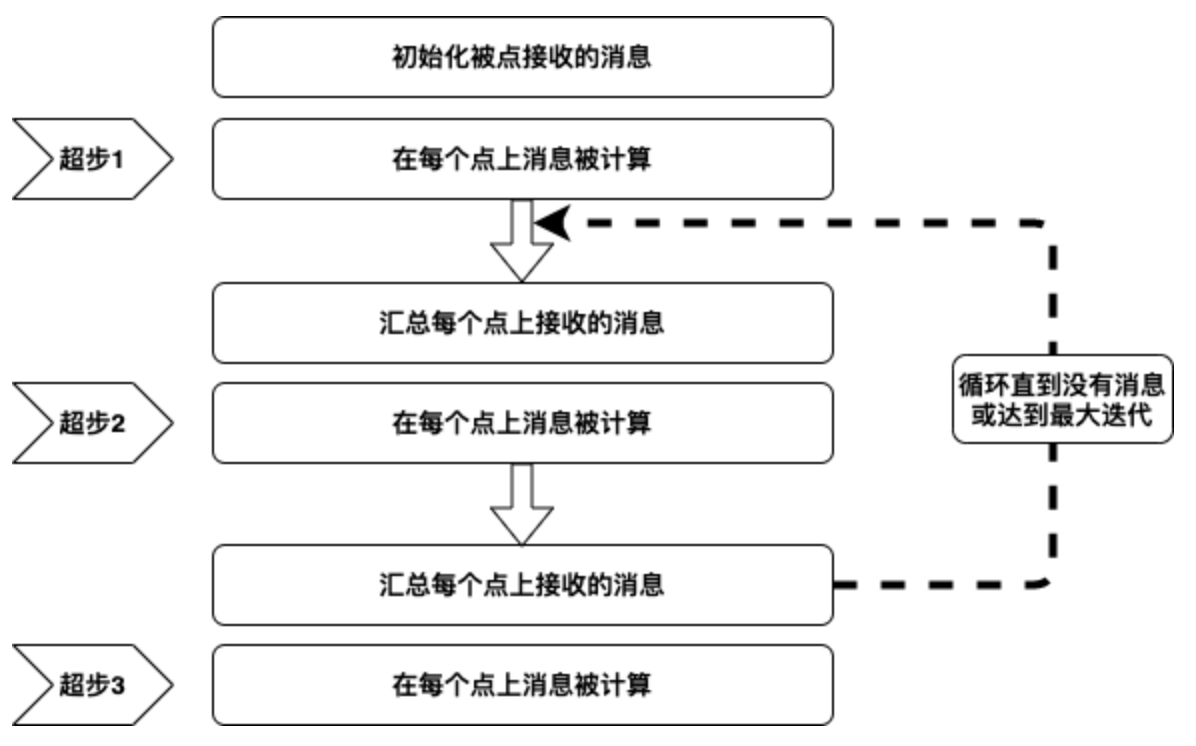 初始化被点接收的消息
超步1
在每个点上消息被计算
汇总每个点上接收的消息
循环直到没有消息
或达到最大迭代
超步2
在每个点上消息被计算
汇总每个点上接收的消息
超步3
在每个点上消息被计算